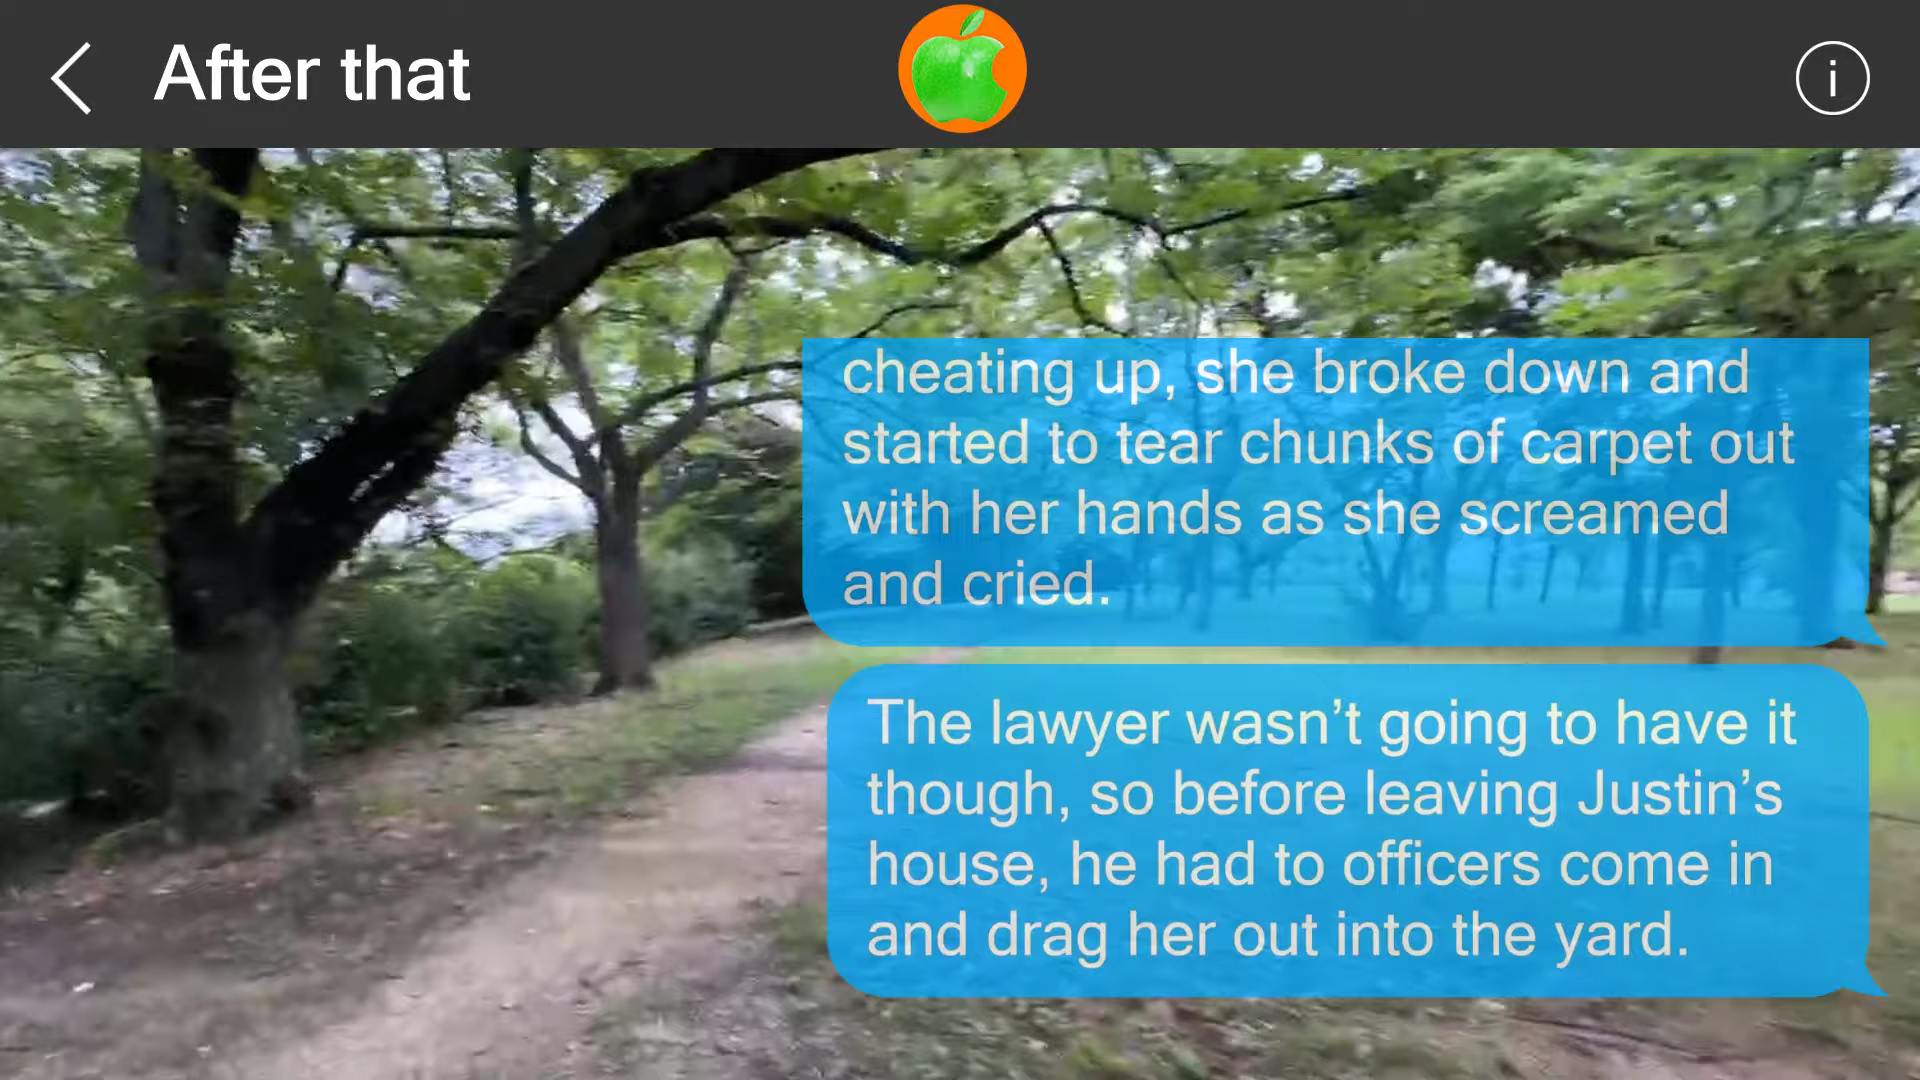 After that
cheating up, she broke down and
started to tear chunks of carpet out
with her hands as she screamed
and cried.
The lawyer wasn’t going to have it
though, so before leaving Justin’s
house, he had to officers come in
and drag her out into the yard.